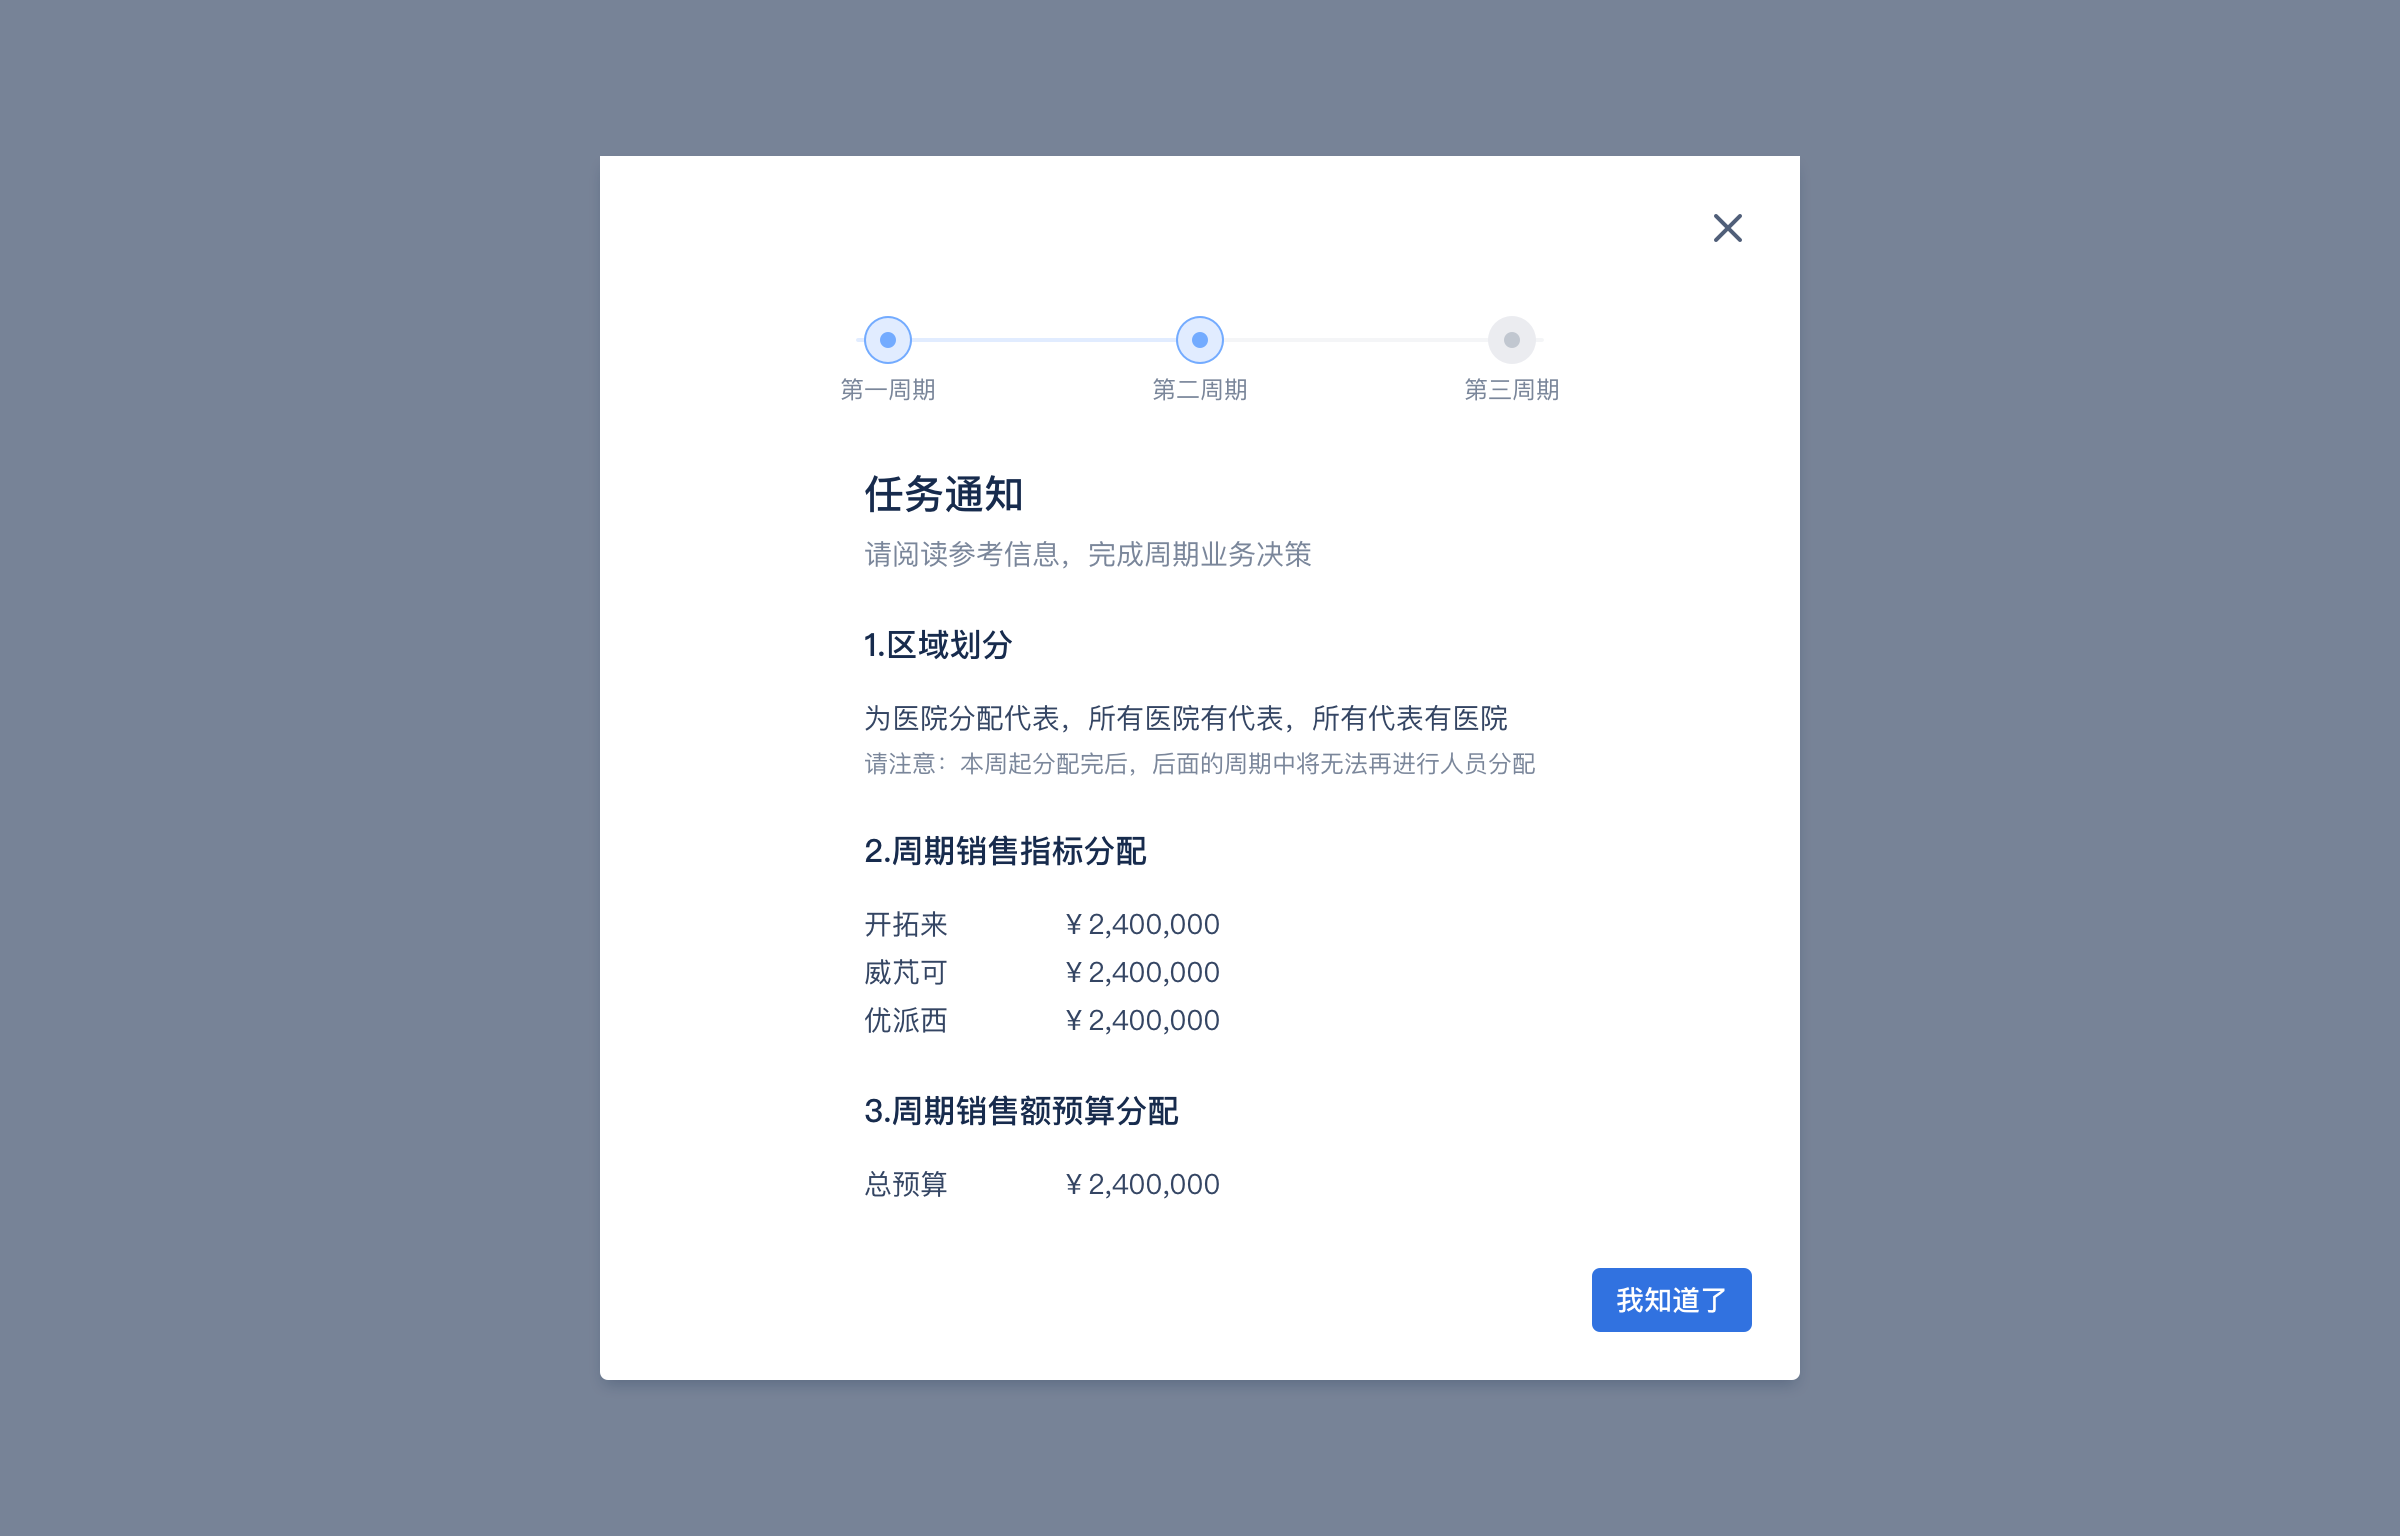 第一周期 第二周期 第三周期
任务通知
请阅读参考信息，完成周期业务决策
1.区域划分
为医院分配代表，所有医院有代表，所有代表有医院
请注意：本周起分配完后，后面的周期中将无法再进行人员分配
2.周期销售指标分配
开拓来 ¥ 2,400,000
威芃可 ¥ 2,400,000
优派西 ¥ 2,400,000
3.周期销售额预算分配
总预算 ¥ 2,400,000
我知道了